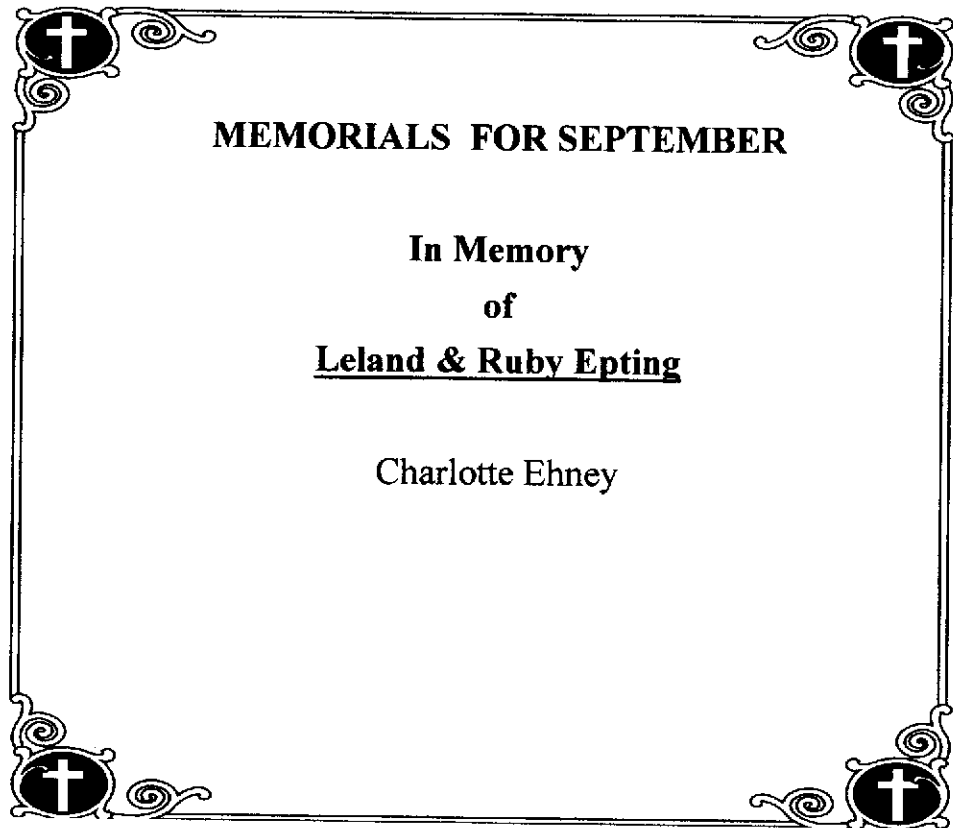 MEMORIALS FOR SEPTEMBER
In Memory
of
Leland & Ruby Epting
Charlotte Ehney